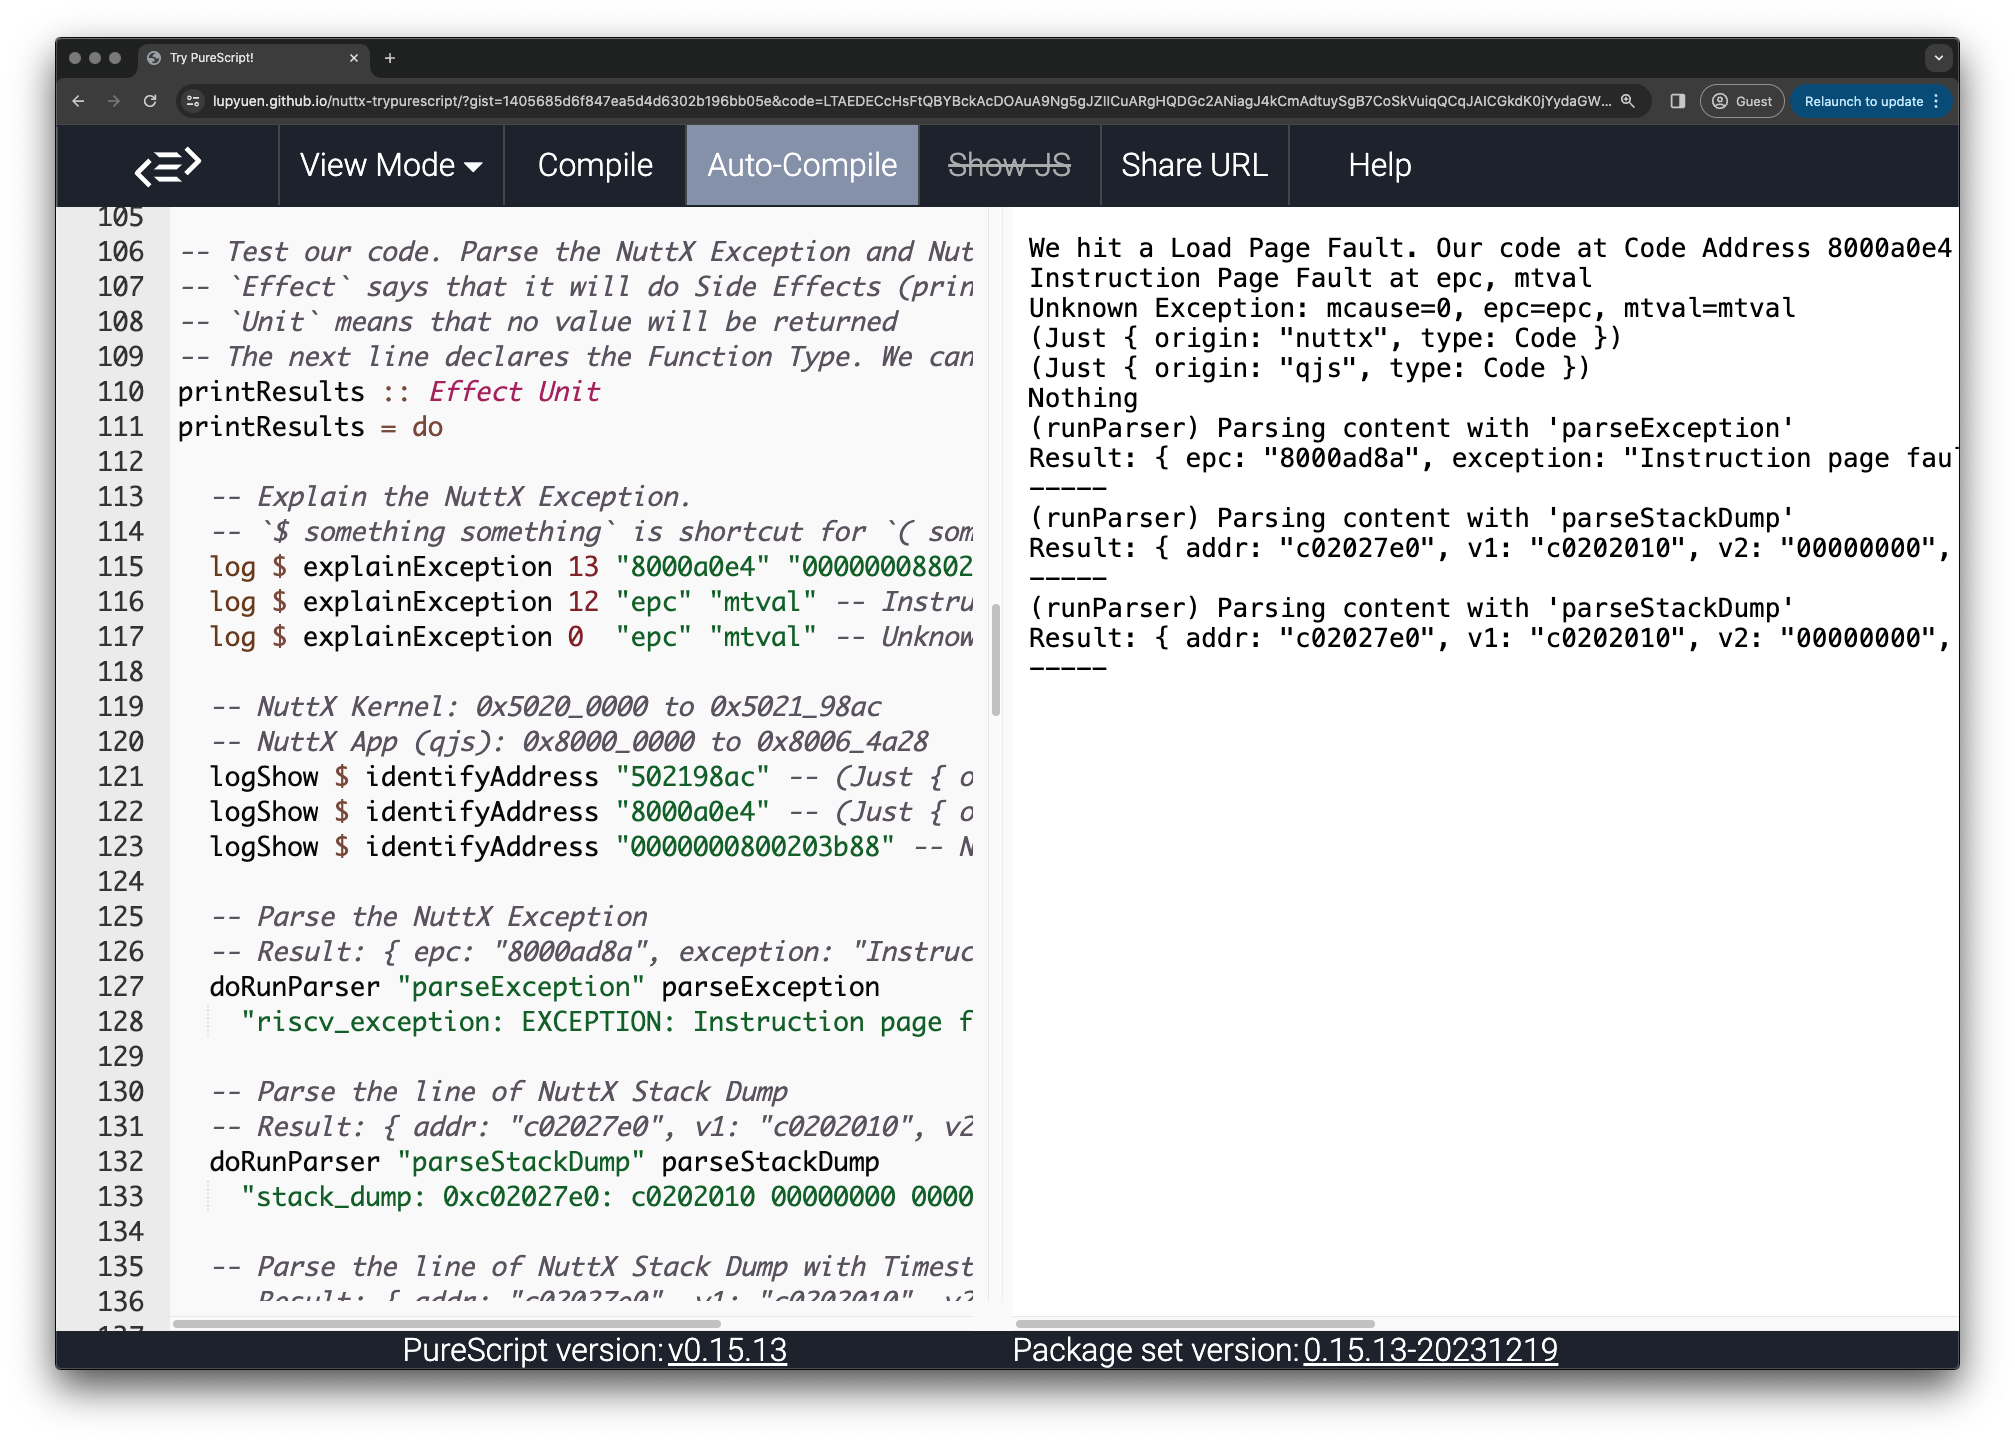 Try PureScript!
lupyuen.github.io/nuttx-trypurescript/?gist=1405685d6f847ea5d4d6302b196bb05e&code=LTAEDECcHsFtQBYBckAcDOAuA9Ng5gJZIICuARgHQDGc2ANiagJ4kCmAdtuySgB7CoSkVuiqQCqJAICGkdK0jYydaGW...
Guest
Relaunch to update
View Mode
Compile
Auto-Compile
Show JS
Share URL
Help
105
106 -- Test our code. Parse the NuttX Exception and Nut
107 -- `Effect` says that it will do Side Effects (prin
108 -- `Unit` means that no value will be returned
109 -- The next line declares the Function Type. We can
110 printResults :: Effect Unit
111 printResults = do
112
113 -- Explain the NuttX Exception.
114 -- `$ something something` is shortcut for `( som
115 log $ explainException 13 "8000a0e4" "00000008802
116 log $ explainException 12 "epc" "mtval" -- Instru
117 log $ explainException 0 "epc" "mtval" -- Unknow
118
119 -- NuttX Kernel: 0x5020_0000 to 0x5021_98ac
120 -- NuttX App (qjs): 0x8000_0000 to 0x8006_4a28
121 logShow $ identifyAddress "502198ac" -- (Just { o
122 logShow $ identifyAddress "8000a0e4" -- (Just { o
123 logShow $ identifyAddress "0000000800203b88" -- N
124
125 -- Parse the NuttX Exception
126 -- Result: { epc: "8000ad8a", exception: "Instruc
127 doRunParser "parseException" parseException
128 "riscv_exception: EXCEPTION: Instruction page f
129
130 -- Parse the line of NuttX Stack Dump
131 -- Result: { addr: "c02027e0", v1: "c0202010", v2
132 doRunParser "parseStackDump" parseStackDump
133 "stack_dump: 0xc02027e0: c0202010 00000000 0000
134
135 -- Parse the line of NuttX Stack Dump with Timest
136 -- Result: { addr: "c02027e0", v1: "c0202010", v2
137
We hit a Load Page Fault. Our code at Code Address 8000a0e4
Instruction Page Fault at epc, mtval
Unknown Exception: mcause=0, epc=epc, mtval=mtval
(Just { origin: "nuttx", type: Code })
(Just { origin: "qjs", type: Code })
Nothing
(runParser) Parsing content with 'parseException'
Result: { epc: "8000ad8a", exception: "Instruction page fau
-----
(runParser) Parsing content with 'parseStackDump'
Result: { addr: "c02027e0", v1: "c0202010", v2: "00000000",
-----
(runParser) Parsing content with 'parseStackDump'
Result: { addr: "c02027e0", v1: "c0202010", v2: "00000000",
-----
PureScript version: v0.15.13
Package set version: 0.15.13-20231219